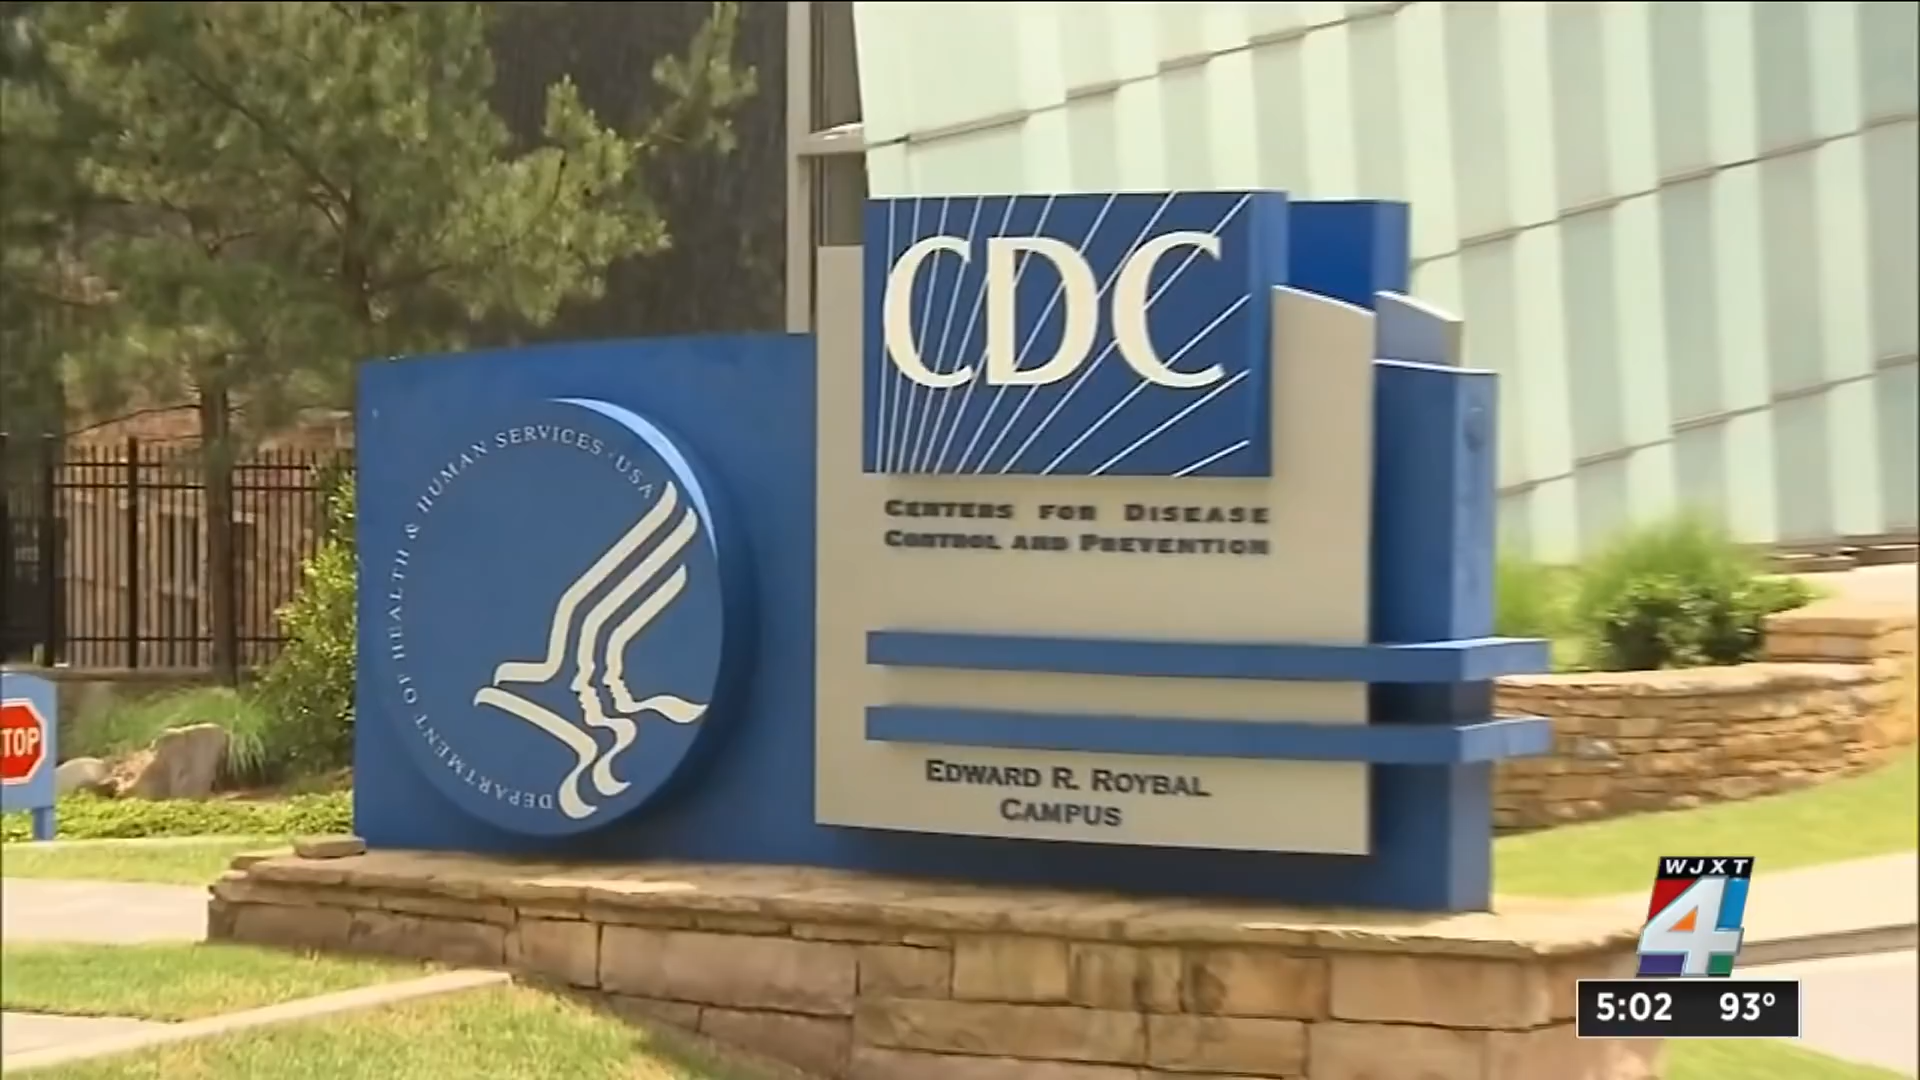 CDC
CENTERS FOR DISEASE
CONTROL AND PREVENTION
DEPARTMENT OF HEALTH & HUMAN SERVICES · USA
EDWARD R. ROYBAL
CAMPUS
STOP
WJXT
4
5:02 93°